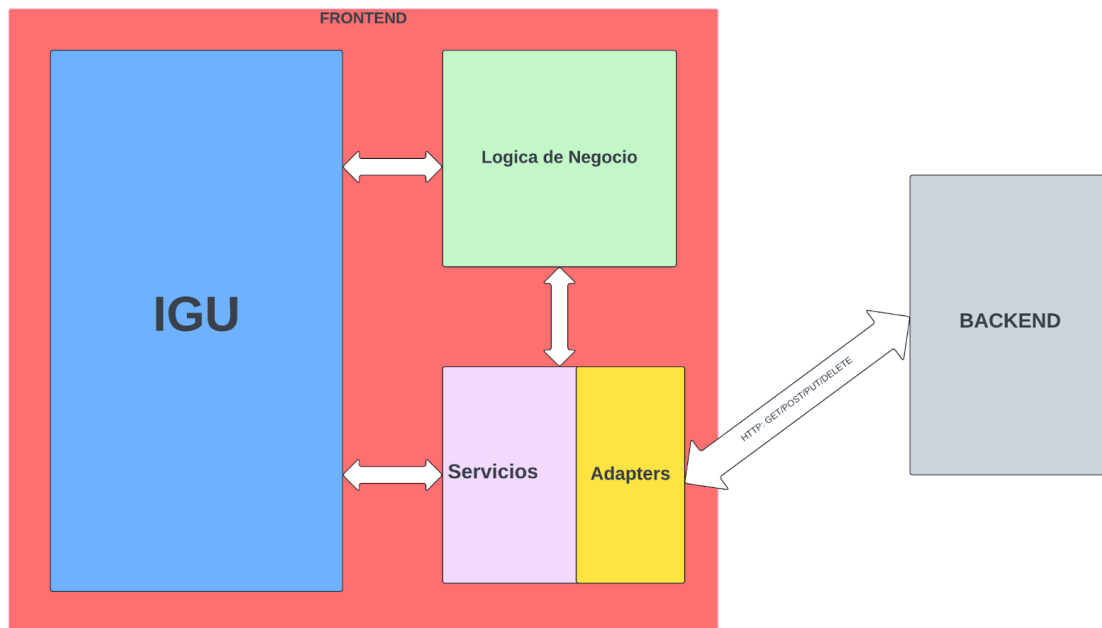 FRONTEND
IGU
Logica de Negocio
Servicios
Adapters
HTTP: GET/POST/PUT/DELETE
BACKEND